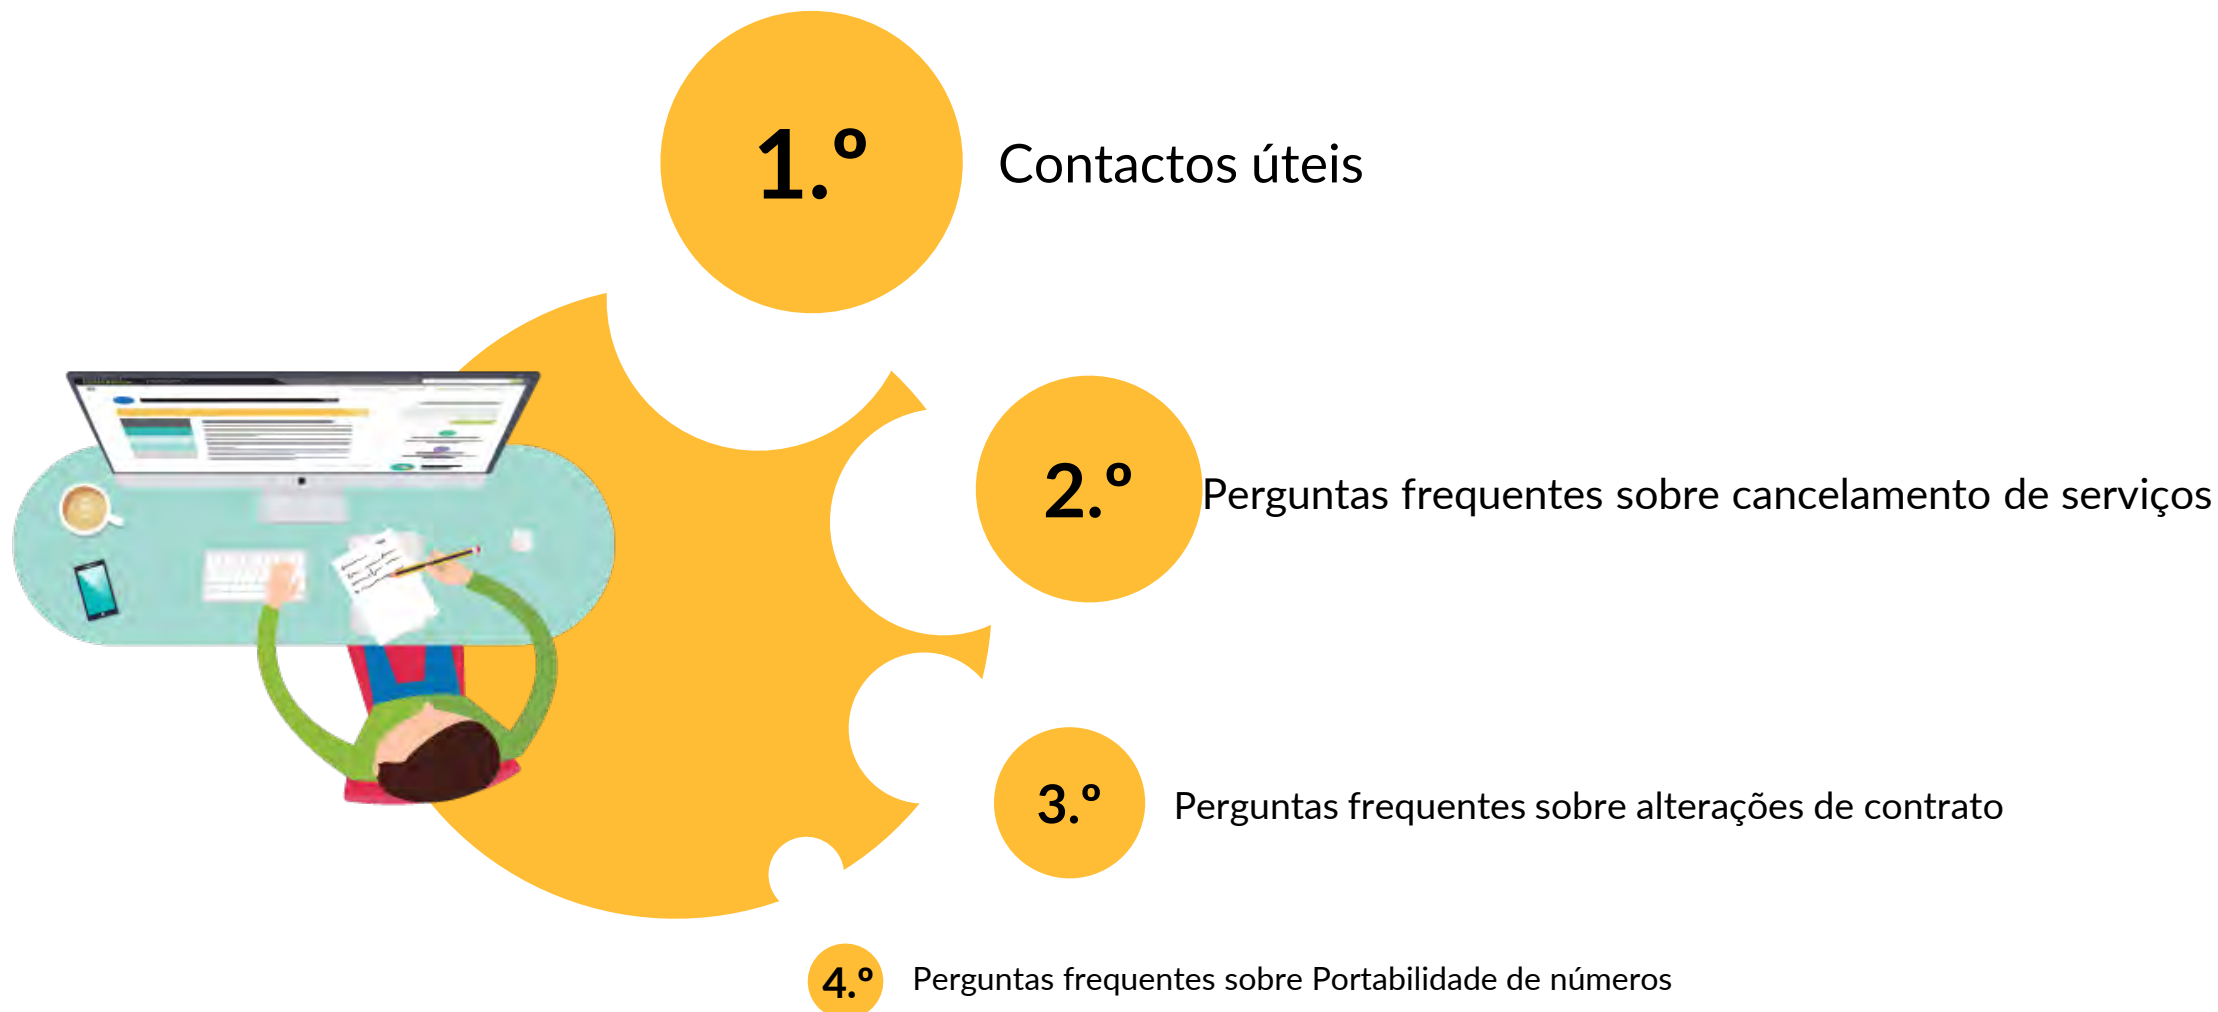 1.º
Contactos úteis
2.º
Perguntas frequentes sobre cancelamento de serviços
3.º
Perguntas frequentes sobre alterações de contrato
4.º
Perguntas frequentes sobre Portabilidade de números